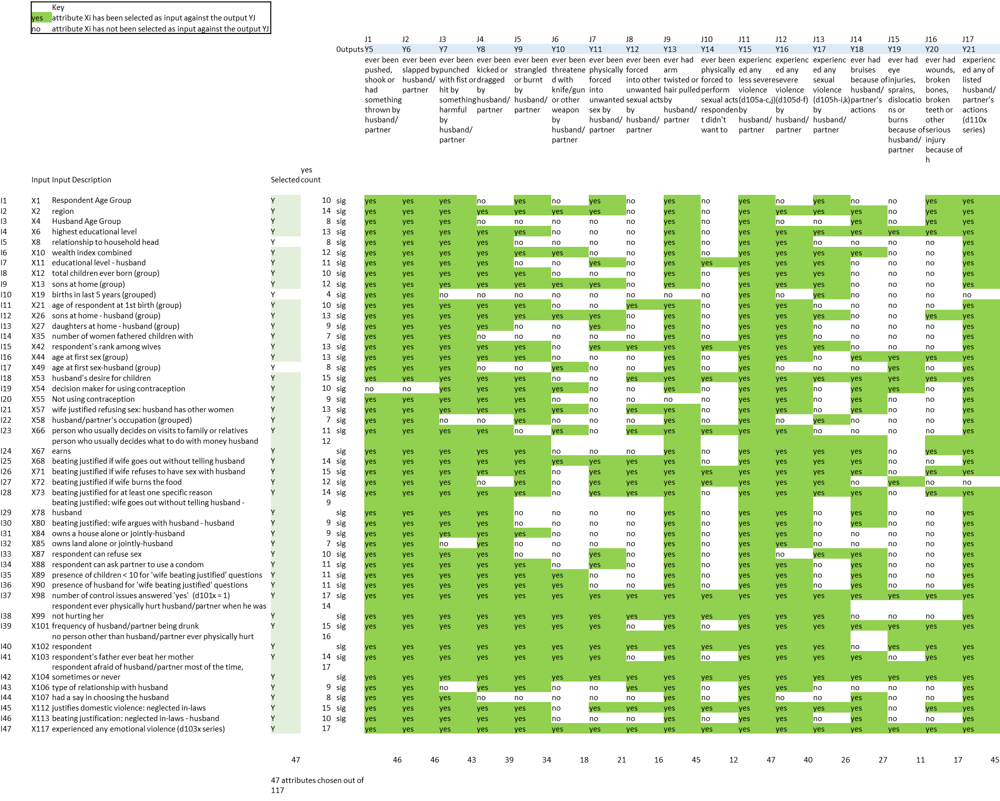 Key
yes attribute Xi has been selected as input against the output YJ
no attribute Xi has not been selected as input against the output YJ
J1 J2 J3 J4 J5 J6 J7 J8 J9 J10 J11 J12 J13 J14 J15 J16 J17
Outputs Y5 Y6 Y7 Y8 Y9 Y10 Y11 Y12 Y13 Y14 Y15 Y16 Y17 Y18 Y19 Y20 Y21
ever been
pushed,
shook or
had
something
thrown by
husband/
partner
ever been
slapped by
husband/
partner
ever been
punched
with fist or
hit by
something
harmful
by
husband/
partner
ever been
kicked or
dragged
by
husband/
partner
ever been
strangled
or burnt
by
husband/
partner
ever been
threatene
d with
knife/gun
or other
weapon
by
husband/
partner
ever been
physically
forced
into
unwanted
sex by
husband/
partner
ever been
forced
into other
unwanted
sexual acts
by
husband/
partner
ever had
arm
twisted or
hair pulled
by
husband/
partner
ever been
physically
forced to
perform
sexual acts
responden
t didn't
want to
experienc
ed any
less severe
violence
(d105a-c,j)
by
husband/
partner
experienc
ed any
severe
violence
(d105d-f)
by
husband/
partner
experienc
ed any
sexual
violence
(d105h-i,k)
by
husband/
partner
ever had
bruises
because of
husband/
partner's
actions
ever had
eye
injuries,
sprains,
dislocatio
ns or
burns
because of
husband/
partner
ever had
wounds,
broken
bones,
broken
teeth or
other
serious
injury
because of
h
experienc
ed any of
listed
husband/
partner's
actions
(d110x
series)
yes
Input Input Description Selected count
I1 X1 Respondent Age Group Y 10 sig yes yes yes no yes no yes no yes no yes no yes no no yes yes
I2 X2 region Y 14 sig yes yes yes yes yes yes yes no yes no yes yes yes yes no yes yes
I3 X4 Husband Age Group Y 8 sig yes yes yes no no no no no yes no yes no no yes no yes yes
I4 X6 highest educational level Y 13 sig yes yes yes yes yes no no no yes no yes yes yes yes yes yes yes
I5 X8 relationship to household head Y 8 sig yes yes yes yes no no no no yes no yes yes no no no no yes
I6 X10 wealth index combined Y 12 sig yes yes yes yes yes yes no no yes no yes yes yes yes no no yes
I7 X11 educational level - husband Y 11 sig yes yes yes yes no no yes no yes yes yes yes yes no no no yes
I8 X12 total children ever born (group) Y 10 sig yes yes yes yes yes no no no yes no yes yes yes no no no yes
I9 X13 sons at home (group) Y 12 sig yes yes yes yes yes yes yes no yes no yes yes yes no no no yes
I10 X19 births in last 5 years (grouped) Y 4 sig yes yes no no no no no no no no yes no yes no no no no
I11 X21 age of respondent at 1st birth (group) Y 10 sig yes yes yes yes yes no no yes yes no yes yes no no no no yes
I12 X26 sons at home - husband (group) Y 13 sig yes yes yes yes yes yes yes no yes no yes yes yes no no yes yes
I13 X27 daughters at home - husband (group) Y 9 sig yes yes yes yes no no yes no yes no yes yes no no no no yes
I14 X35 number of women fathered children with Y 7 sig yes yes yes no no no no no yes no yes yes no no no no yes
I15 X42 respondent's rank among wives Y 13 sig yes yes yes yes yes no yes yes yes yes yes yes yes no no no yes
I16 X44 age at first sex (group) Y 13 sig yes yes yes yes yes no no no yes no yes yes no yes yes yes yes
I17 X49 age at first sex-husband (group) Y 8 sig yes yes yes no no yes no no yes no yes no no no yes no yes
I18 X53 husband's desire for children Y 15 sig yes yes yes yes yes no no yes yes yes yes yes yes yes yes yes yes
I19 X54 decision maker for using contraception Y 10 sig no no yes yes yes yes no no yes no yes yes no yes yes no yes
I20 X55 Not using contraception Y 9 sig yes yes yes yes yes no no no no no yes yes no yes no no yes
I21 X57 wife justified refusing sex: husband has other women Y 13 sig yes yes yes yes yes yes no yes yes no yes yes no yes no no yes
I22 X58 husband/partner's occupation (grouped) Y 7 sig yes yes no no yes no no no yes no yes no yes no no no yes
I23 X66 person who usually decides on visits to family or relatives Y 11 sig yes yes yes yes no yes no yes yes yes yes yes no no no no yes
person who usually decides what to do with money husband 12
I24 X67 earns Y sig yes yes yes yes yes no no no yes no yes yes yes yes no yes yes
I25 X68 beating justified if wife goes out without telling husband Y 14 sig yes yes yes yes yes yes yes yes yes no yes yes yes yes no no yes
I26 X71 beating justified if wife refuses to have sex with husband Y 15 sig yes yes yes yes yes no yes yes yes yes yes yes yes yes no yes yes
I27 X72 beating justified if wife burns the food Y 12 sig yes yes yes no yes no yes yes yes yes yes yes yes no yes no no
I28 X73 beating justified for at least one specific reason Y 14 sig yes yes yes yes yes no yes yes yes no yes yes yes yes no yes yes
beating justified: wife goes out without telling husband - 9
I29 X78 husband Y sig yes yes yes yes no no no no yes no yes yes no yes no no yes
I30 X80 beating justified: wife argues with husband - husband Y 9 sig yes yes yes yes no no no no yes no yes yes no yes no no yes
I31 X84 owns a house alone or jointly-husband Y 9 sig yes yes yes yes yes no no no yes no yes yes no no no no yes
I32 X85 owns land alone or jointly-husband Y 7 sig yes yes no yes no no no no yes no yes yes no no no no yes
I33 X87 respondent can refuse sex Y 10 sig yes yes yes yes no no yes no yes no yes no yes yes no no yes
I34 X88 respondent can ask partner to use a condom Y 11 sig yes yes yes yes yes no yes no yes no yes yes no yes no no yes
I35 X89 presence of children < 10 for 'wife beating justified' questions Y 11 sig yes yes yes yes yes yes no no yes no yes yes no yes no no yes
I36 X90 presence of husband for 'wife beating justified' questions Y 11 sig yes yes yes yes yes yes no no yes no yes yes no yes no no yes
I37 X98 number of control issues answered 'yes' (d101x = 1) Y 17 sig yes yes yes yes yes yes yes yes yes yes yes yes yes yes yes yes yes
respondent ever physically hurt husband/partner when he was 14
I38 X99 not hurting her Y sig yes yes yes yes yes yes yes yes yes yes yes yes yes no no no yes
I39 X101 frequency of husband/partner being drunk Y 15 sig yes yes yes yes yes yes yes no yes no yes yes yes yes yes yes yes
no person other than husband/partner ever physically hurt 16
I40 X102 respondent Y sig yes yes yes yes yes yes yes yes yes yes yes yes yes no yes yes yes
I41 X103 respondent's father ever beat her mother Y 14 sig yes yes yes yes yes yes yes no yes no yes yes yes yes no yes yes
respondent afraid of husband/partner most of the time, 17
I42 X104 sometimes or never Y sig yes yes yes yes yes yes yes yes yes yes yes yes yes yes yes yes yes
I43 X106 type of relationship with husband Y 9 sig yes yes no yes yes no no yes yes no yes yes no no no no yes
I44 X107 had a say in choosing the husband Y 8 sig yes yes yes no no no no no yes no yes no no yes no no yes
I45 X112 justifies domestic violence: neglected in-laws Y 15 sig yes yes yes yes yes no yes yes yes yes yes yes yes yes no yes yes
I46 X113 beating justification: neglected in-laws - husband Y 10 sig yes yes yes yes yes no no no yes no yes yes no yes no no yes
I47 X117 experienced any emotional violence (d103x series) Y 17 yes yes yes yes yes yes yes yes yes yes yes yes yes yes yes yes yes
47 46 46 43 39 34 18 21 16 45 12 47 40 26 27 11 17 45
47 attributes chosen out of
117